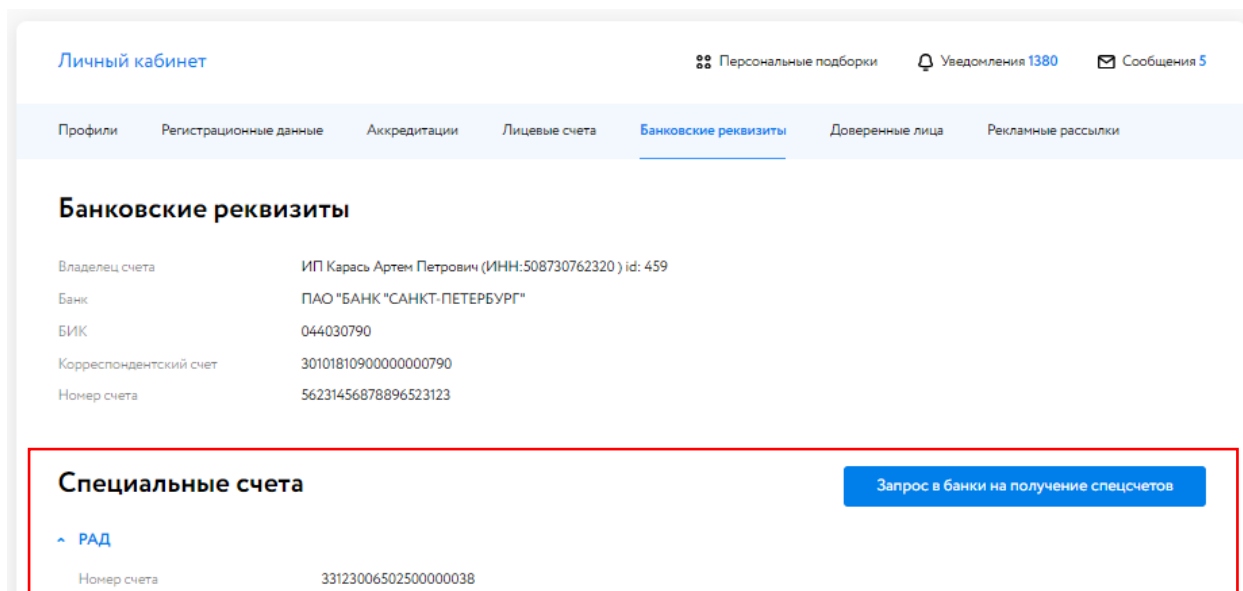 Личный кабинет Персональные подборки Уведомления 1380 Сообщения 5
Профили Регистрационные данные Аккредитации Лицевые счета Банковские реквизиты Доверенные лица Рекламные рассылки
Банковские реквизиты
Владелец счета ИП Карась Артем Петрович (ИНН:508730762320 ) id: 459
Банк ПАО "БАНК "САНКТ-ПЕТЕРБУРГ"
БИК 044030790
Корреспондентский счет 30101810900000000790
Номер счета 56231456878896523123
Специальные счета Запрос в банки на получение спецсчетов
РАД
Номер счета 33123006502500000038